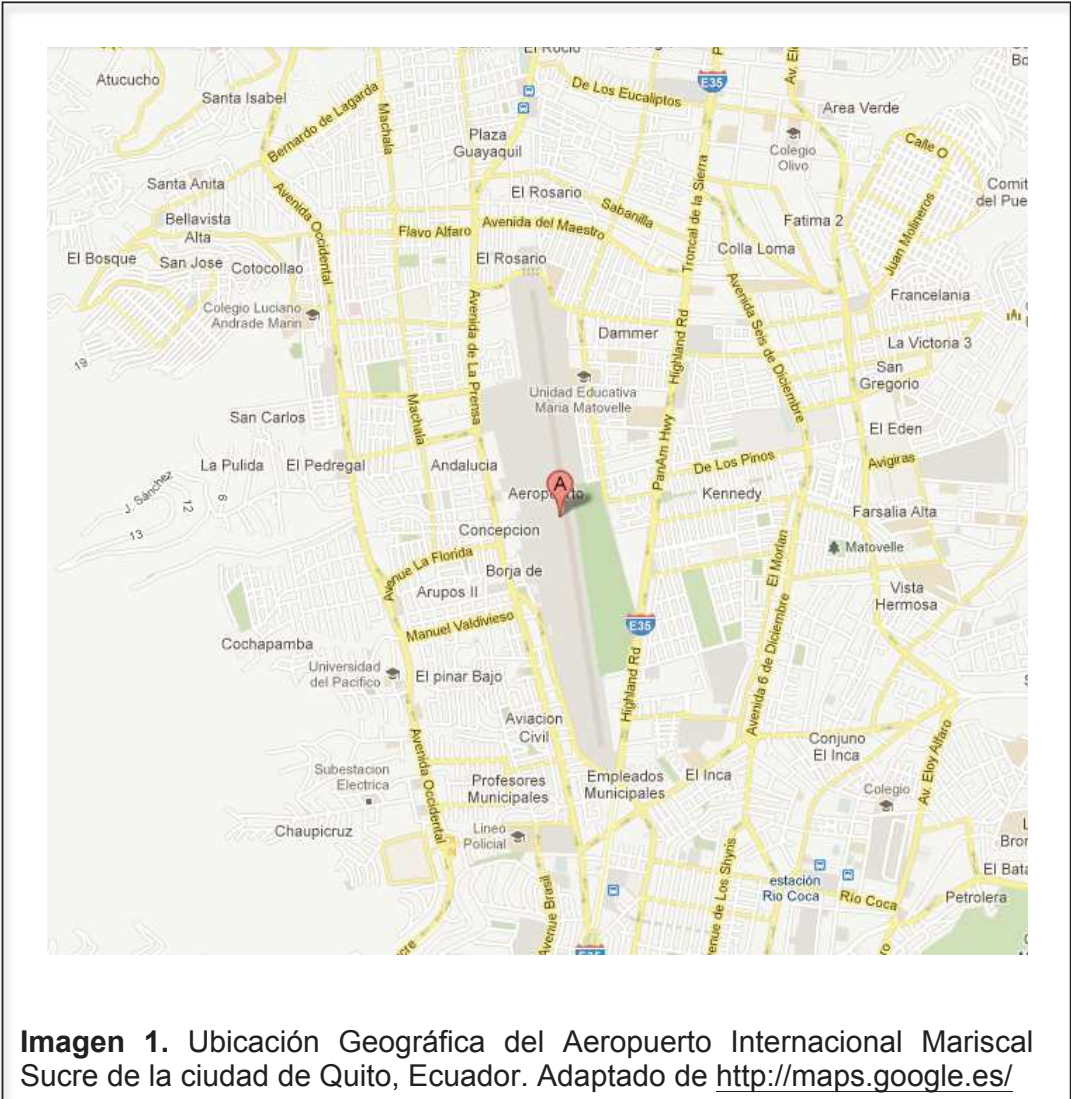 El Rocio
De Los Eucaliptos
E35
Av. El
Atucucho
Santa Isabel
Bernardo de Lagarda
Machala
Plaza
Guayaquil
Area Verde
Colegio
Olivo
Calle O
Santa Anita
Avenida Occidental
El Rosario
Sabanilla
Troncal de la Sierra
Comit
del Pue
Bellavista
Alta
Flavo Alfaro
Avenida del Maestro
Fatima 2
Juan Molineros
El Bosque
San Jose
Cotocollao
El Rosario
Colla Loma
Colegio Luciano
Andrade Marin
Avenida de La Prensa
Dammer
Highland Rd
Avenida Seis de Diciembre
Francelania
La Victoria 3
19
Unidad Educativa
Maria Matovelle
San
Gregorio
San Carlos
Machala
PanAm Hwy
El Eden
La Pulida
El Pedregal
Andalucia
De Los Pinos
Avigiras
J. Sánchez
12
6
13
A
Aeropuerto
Kennedy
Farsalia Alta
Concepcion
Matovelle
Avenue La Florida
Borja de
El Morlan
Arupos II
Vista
Hermosa
Manuel Valdivieso
E35
Cochapamba
Universidad
del Pacifico
El pinar Bajo
Highland Rd
Avenida 6 de Diciembre
Aviacion
Civil
Conjuno
El Inca
Avenida Occidental
Subestacion
Electrica
Profesores
Municipales
Empleados
Municipales
El Inca
Colegio
Av. Eloy Alfaro
Chaupicruz
Lineo
Policial
Bror
El Bata
estación
Rio Coca
Rio Coca
Petrolera
Avenue Brasil
enue de Los Shyris
cre
E35
Imagen 1. Ubicación Geográfica del Aeropuerto Internacional Mariscal
Sucre de la ciudad de Quito, Ecuador. Adaptado de http://maps.google.es/